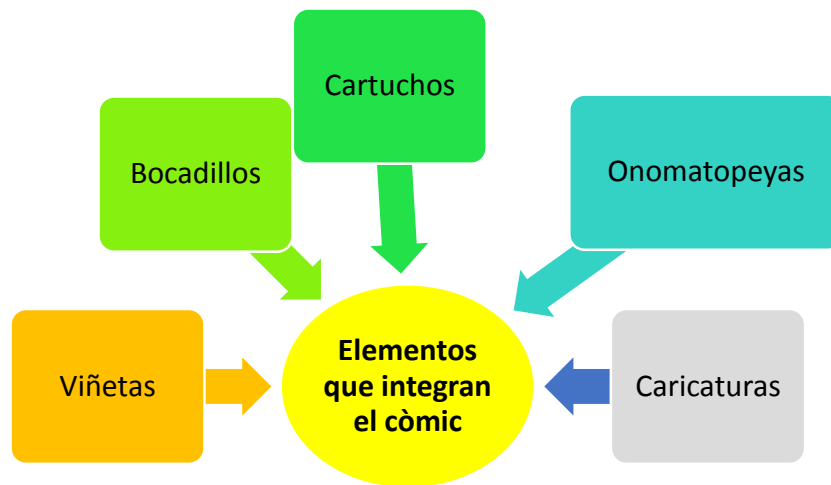 Cartuchos
Bocadillos
Onomatopeyas
Viñetas
Elementos
que integran
el còmic
Caricaturas